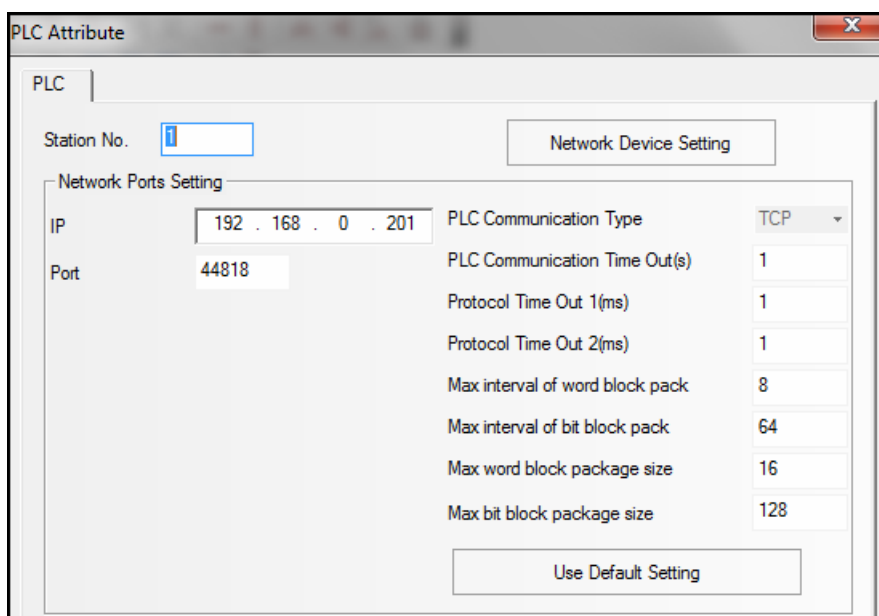 PLC Attribute
PLC
Station No. 1
Network Device Setting
Network Ports Setting
IP 192 . 168 . 0 . 201
Port 44818
PLC Communication Type TCP
PLC Communication Time Out(s) 1
Protocol Time Out 1(ms) 1
Protocol Time Out 2(ms) 1
Max interval of word block pack 8
Max interval of bit block pack 64
Max word block package size 16
Max bit block package size 128
Use Default Setting